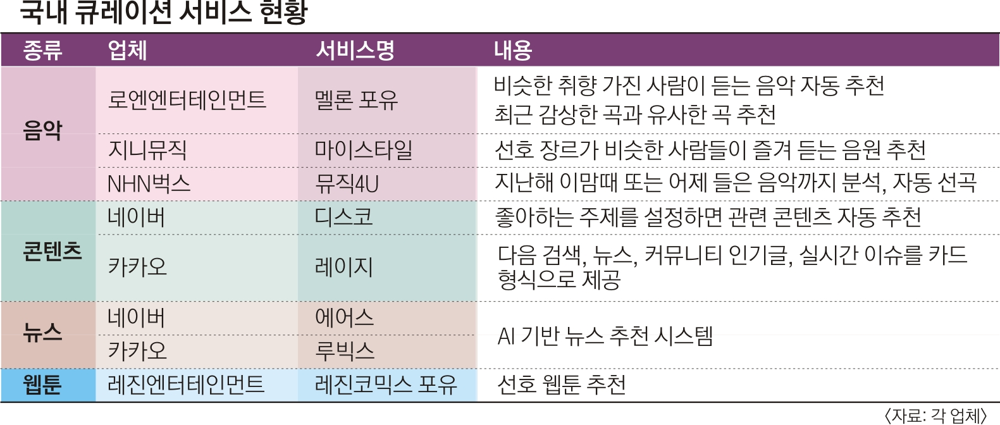 국내 큐레이션 서비스 현황
종류 업체 서비스명 내용
음악
로엔엔터테인먼트 멜론 포유
비슷한 취향 가진 사람이 듣는 음악 자동 추천
최근 감상한 곡과 유사한 곡 추천
지니뮤직 마이스타일 선호 장르가 비슷한 사람들이 즐겨 듣는 음원 추천
NHN벅스 뮤직4U 지난해 이맘때 또는 어제 들은 음악까지 분석, 자동 선곡
콘텐츠
네이버 디스코 좋아하는 주제를 설정하면 관련 콘텐츠 자동 추천
카카오 레이지
다음 검색, 뉴스, 커뮤니티 인기글, 실시간 이슈를 카드
형식으로 제공
뉴스
네이버 에어스
카카오 루빅스
AI 기반 뉴스 추천 시스템
웹툰 레진엔터테인먼트 레진코믹스 포유 선호 웹툰 추천
〈자료: 각 업체〉